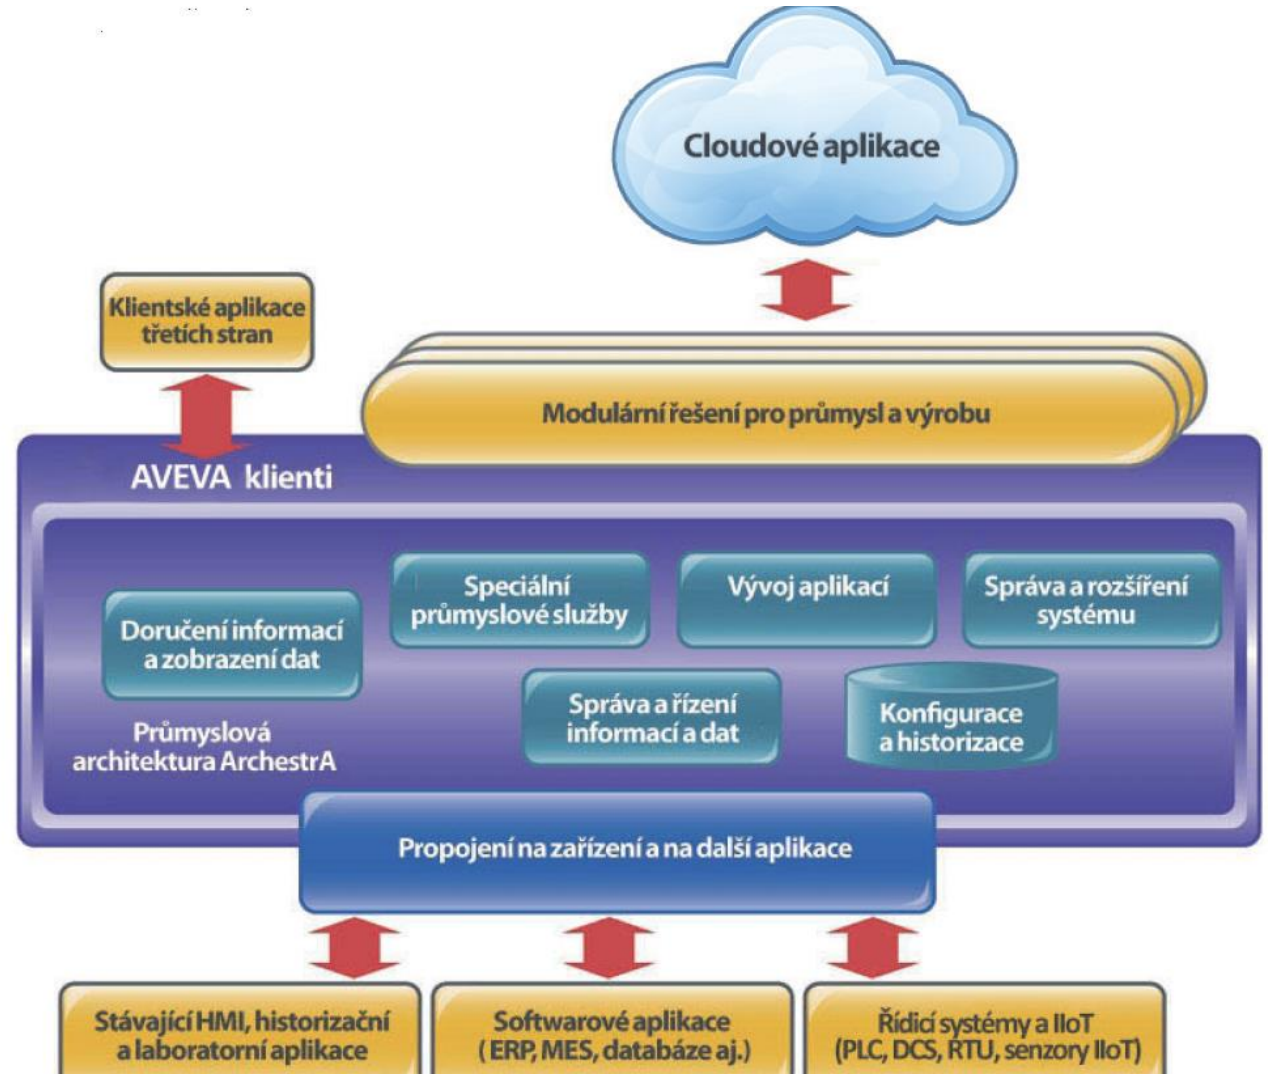 Cloudové aplikace
Klientské aplikace
třetích stran
Modulární řešení pro průmysl a výrobu
AVEVA klienti
Speciální
průmyslové služby
Vývoj aplikací
Správa a rozšíření
systému
Doručení informací
a zobrazení dat
Správa a řízení
informací a dat
Konfigurace
a historizace
Průmyslová
architektura ArchestrA
Propojení na zařízení a na další aplikace
Stávající HMI, historizační
a laboratorní aplikace
Softwarové aplikace
( ERP, MES, databáze aj.)
Řídicí systémy a IIoT
(PLC, DCS, RTU, senzory IIoT)